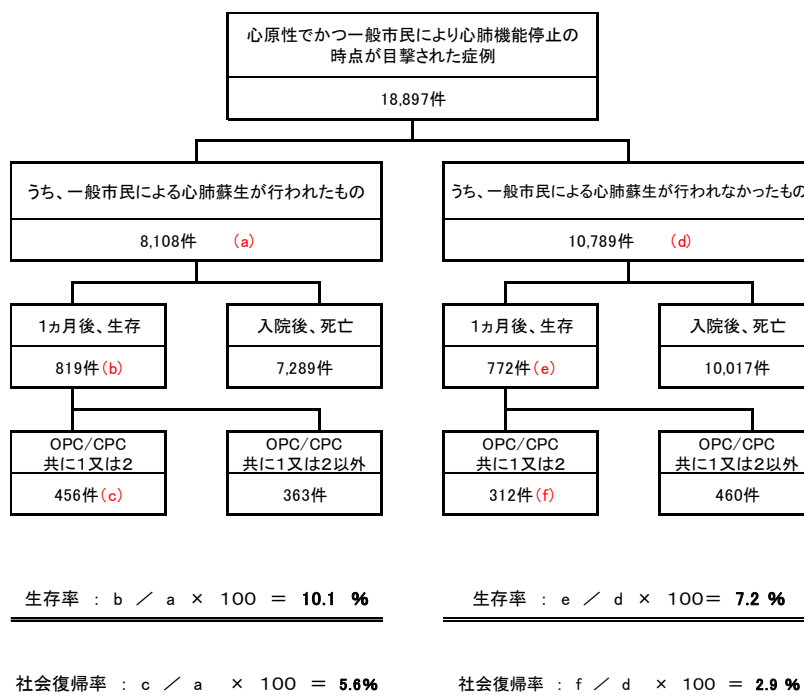 心原性でかつ一般市民により心肺機能停止の
時点が目撃された症例
18,897件
うち、一般市民による心肺蘇生が行われたもの
8,108件 (a)
うち、一般市民による心肺蘇生が行われなかったもの
10,789件 (d)
1ヵ月後、生存
819件(b)
入院後、死亡
7,289件
1ヵ月後、生存
772件(e)
入院後、死亡
10,017件
OPC/CPC
共に1又は2
456件(c)
OPC/CPC
共に1又は2以外
363件
OPC/CPC
共に1又は2
312件(f)
OPC/CPC
共に1又は2以外
460件
生存率 : b / a × 100 = 10.1 %
生存率 : e / d × 100= 7.2 %
社会復帰率 : c / a × 100 = 5.6%
社会復帰率 : f / d × 100 = 2.9 %